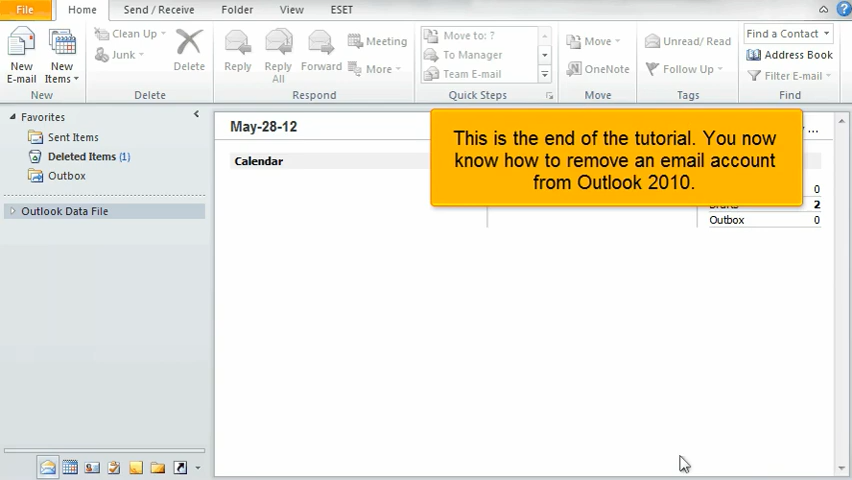 File Home Send / Receive Folder View ESET
New E-mail
New Items
Clean Up
Junk
Delete
Reply
Reply All
Forward
Meeting
More
Move to: ?
To Manager
Team E-mail
Move
OneNote
Unread/ Read
Follow Up
Find a Contact
Address Book
Filter E-mail
New Delete Respond Quick Steps Move Tags Find
Favorites
Sent Items
Deleted Items (1)
Outbox
Outlook Data File
May-28-12
Calendar
This is the end of the tutorial. You now
know how to remove an email account
from Outlook 2010.
...
0
2
Outbox 0